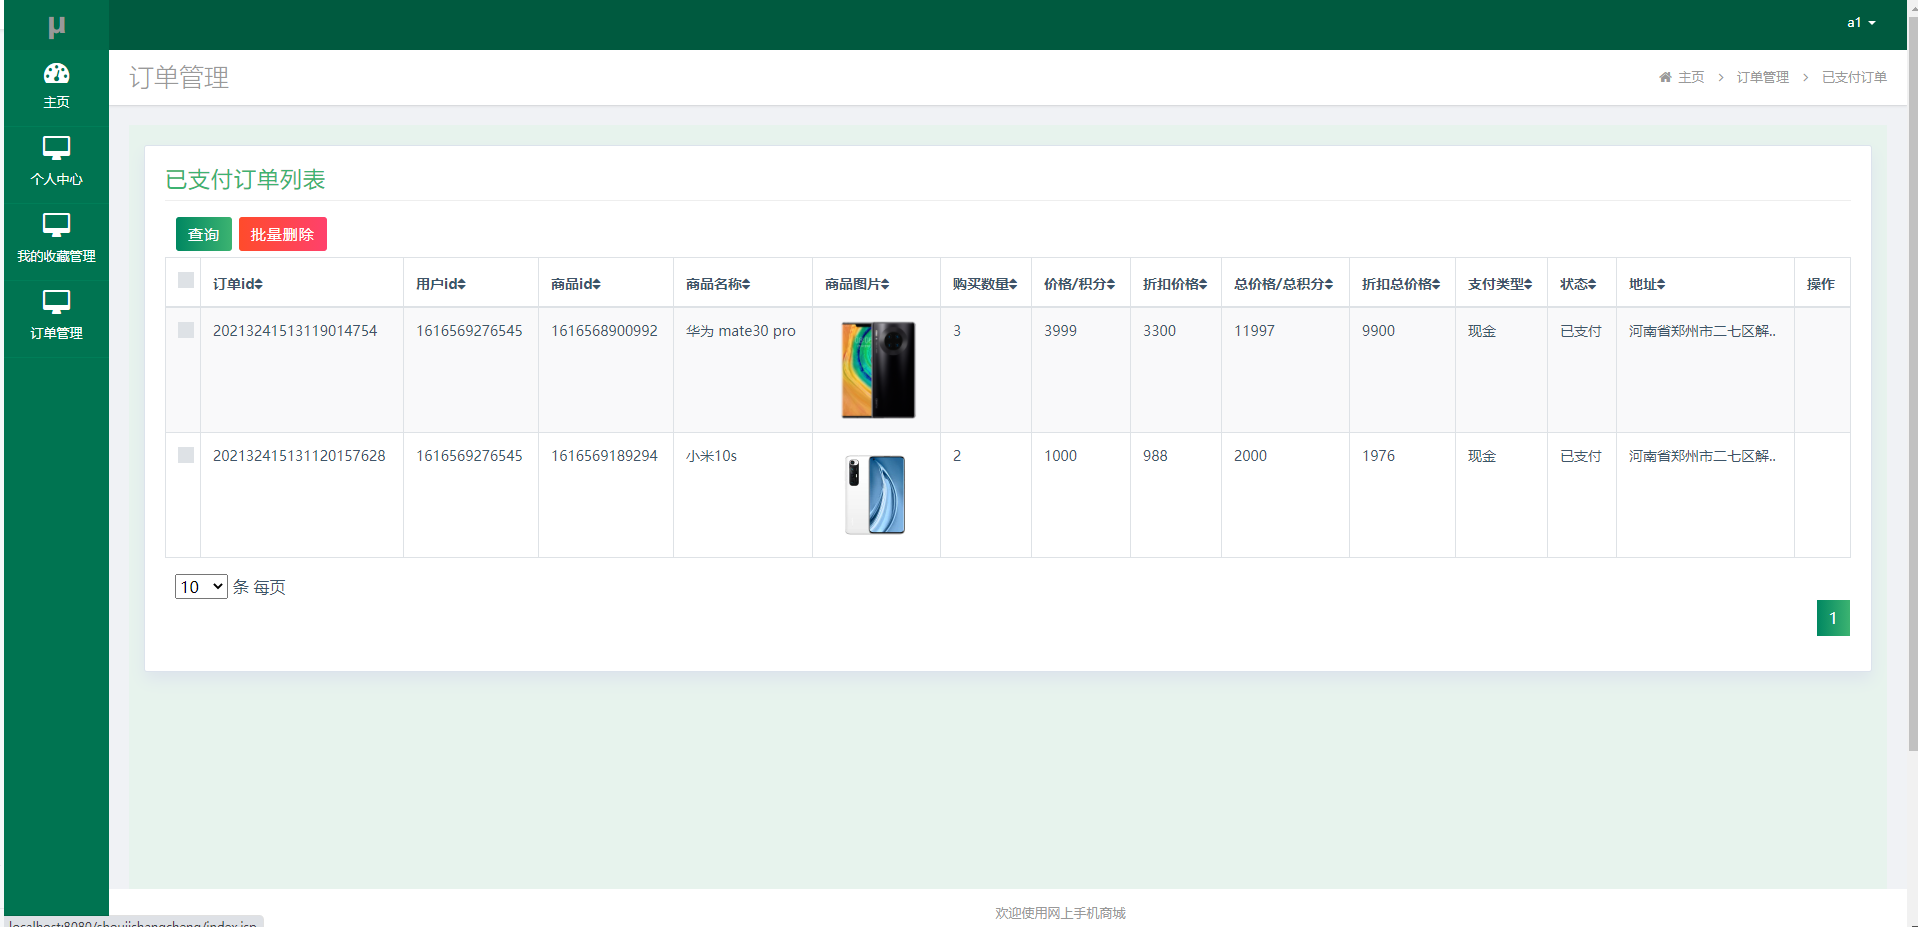 µ
a1
主页
个人中心
我的收藏管理
订单管理
订单管理
主页 > 订单管理 > 已支付订单
已支付订单列表
查询 批量删除
订单id 用户id 商品id 商品名称 商品图片 购买数量 价格/积分 折扣价格 总价格/总积分 折扣总价格 支付类型 状态 地址 操作
20213241513119014754 1616569276545 1616568900992 华为 mate30 pro 3 3999 3300 11997 9900 现金 已支付 河南省郑州市二七区解..
202132415131120157628 1616569276545 1616569189294 小米10s 2 1000 988 2000 1976 现金 已支付 河南省郑州市二七区解..
10 条 每页
1
欢迎使用网上手机商城
localhost:8080/shoujishangcheng/index.jsp